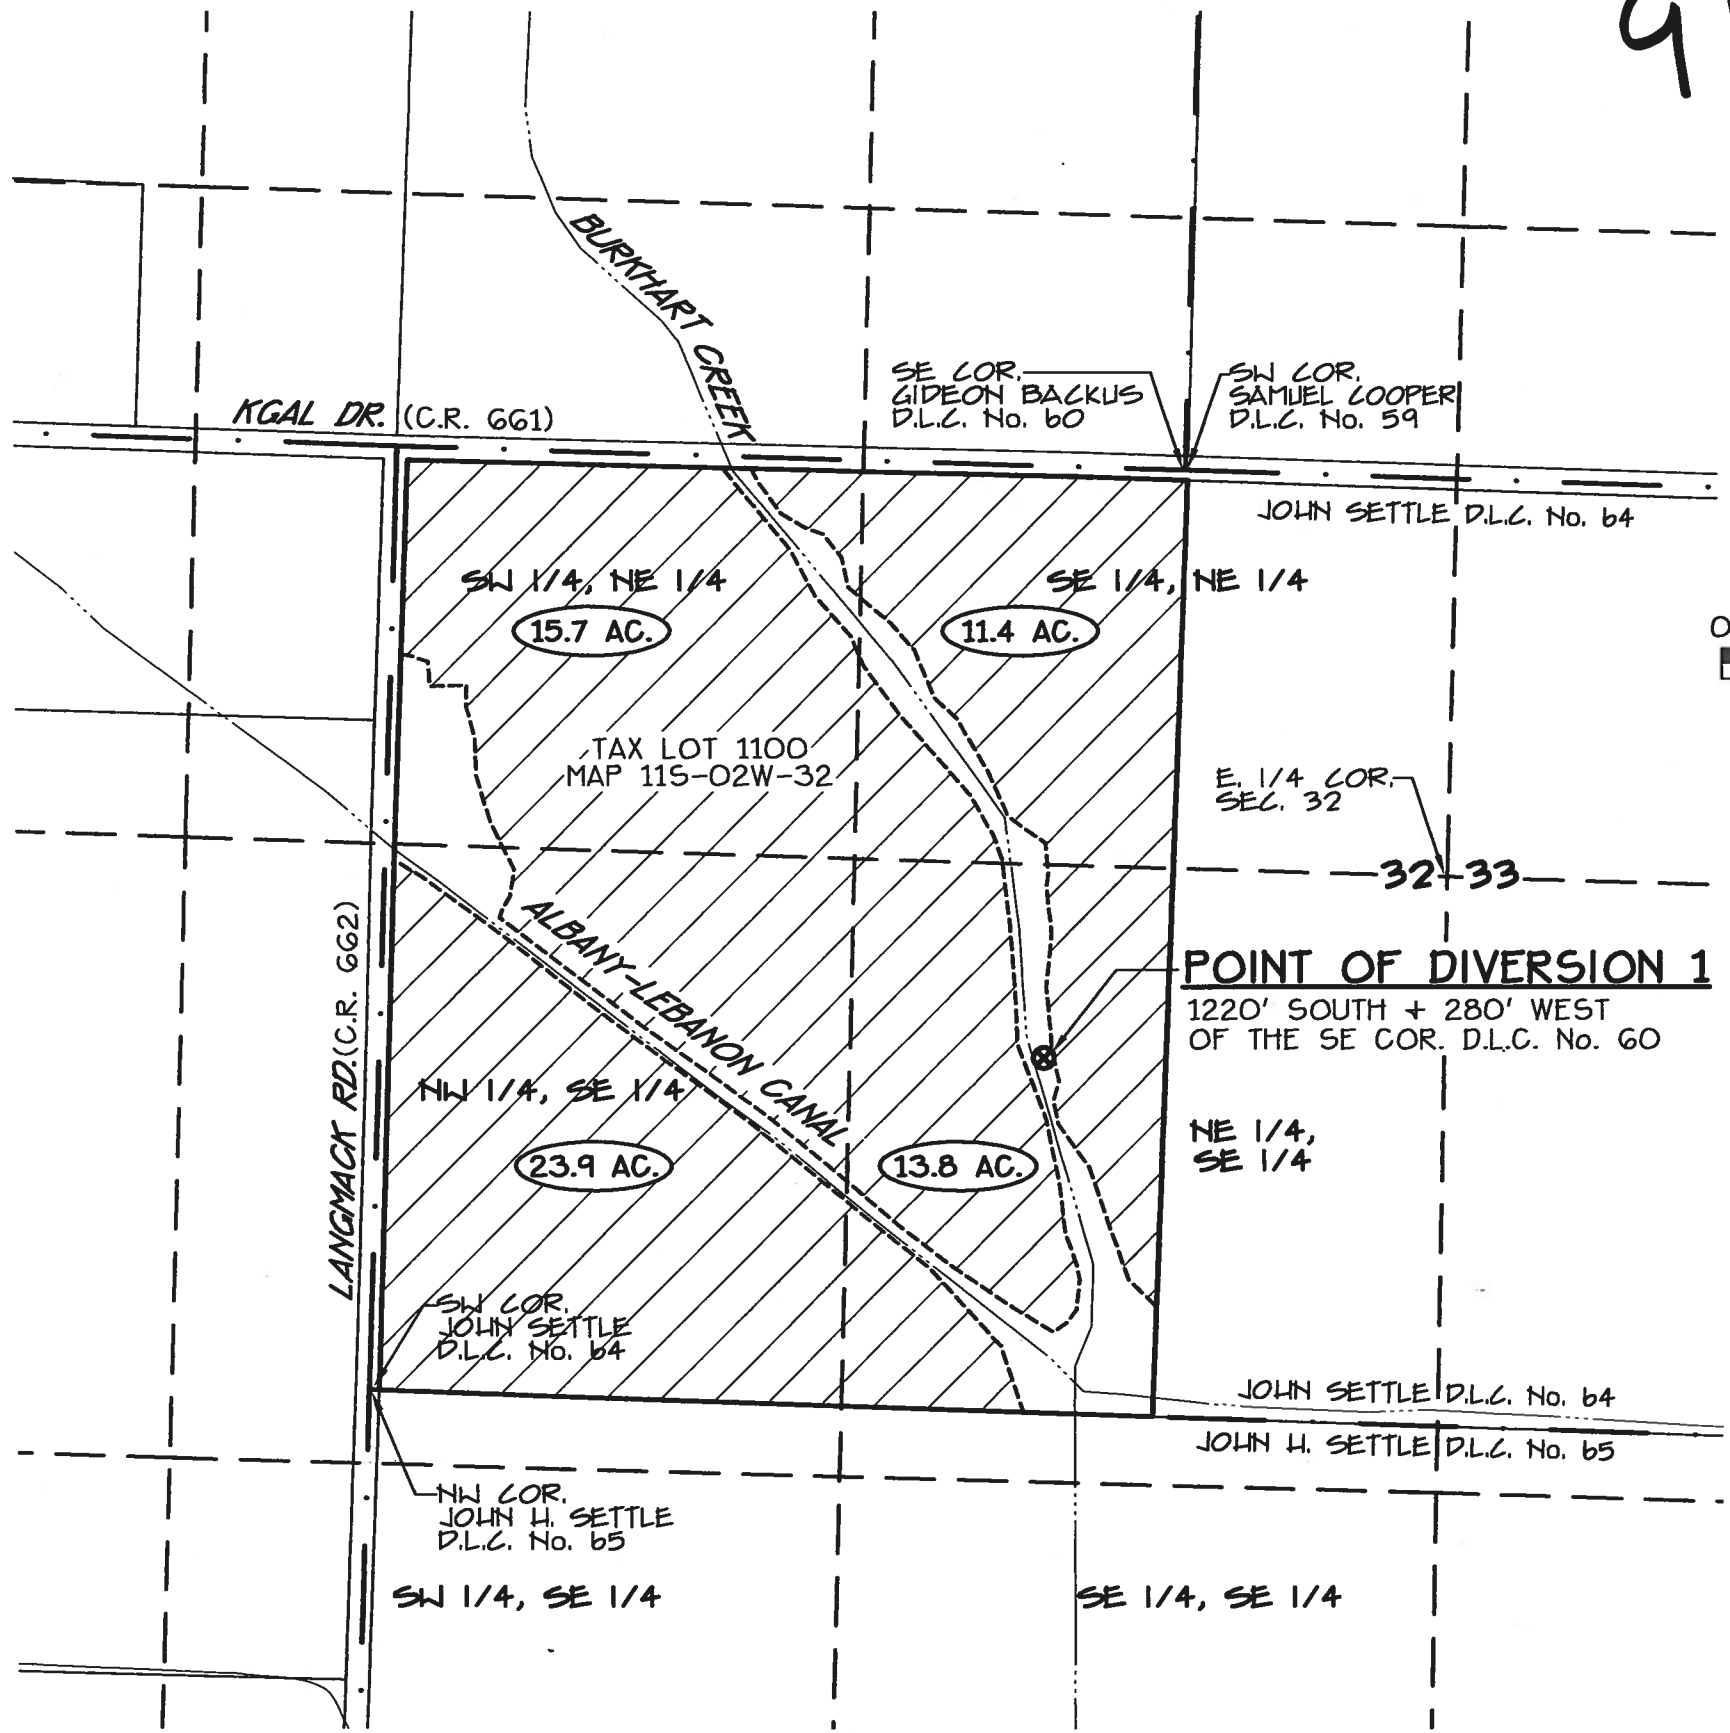 9
BURKHART CREEK
SE COR.
GIDEON BACKUS
D.L.C. No. 60
SW COR.
SAMUEL COOPER
D.L.C. No. 59
KGAL DR. (C.R. 661)
JOHN SETTLE D.L.C. No. 64
SW 1/4, NE 1/4
15.7 AC.
SE 1/4, NE 1/4
11.4 AC.
TAX LOT 1100
MAP 11S-02W-32
E. 1/4 COR.
SEC. 32
32 33
ALBANY-LEBANON CANAL
LANGMACK RD. (C.R. 662)
POINT OF DIVERSION 1
1220' SOUTH + 280' WEST
OF THE SE COR. D.L.C. No. 60
NW 1/4, SE 1/4
23.9 AC.
13.8 AC.
NE 1/4,
SE 1/4
SW COR.
JOHN SETTLE
D.L.C. No. 64
JOHN SETTLE D.L.C. No. 64
JOHN H. SETTLE D.L.C. No. 65
NW COR.
JOHN H. SETTLE
D.L.C. No. 65
SW 1/4, SE 1/4
SE 1/4, SE 1/4